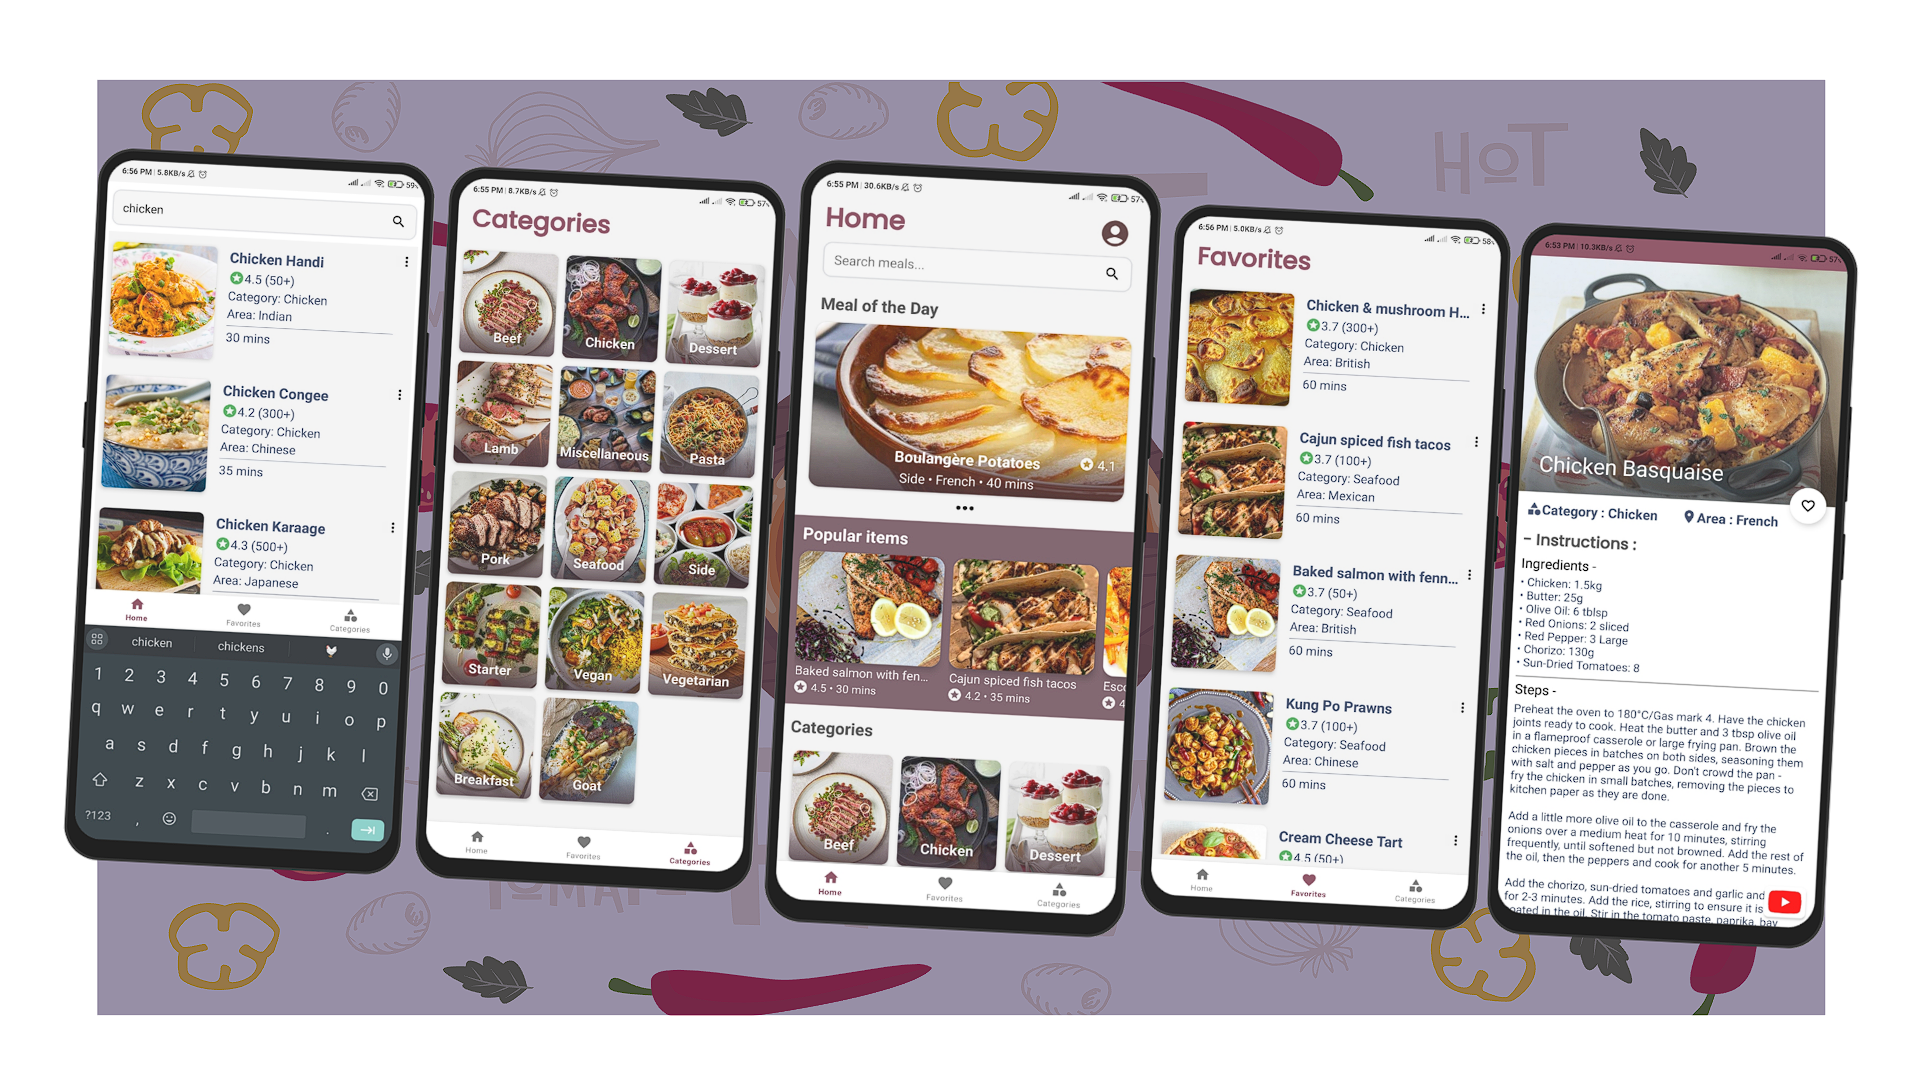 HOT
6:56 PM | 5.8KB/s
59%
chicken
Chicken Handi
4.5 (50+)
Category: Chicken
Area: Indian
30 mins
Chicken Congee
4.2 (300+)
Category: Chicken
Area: Chinese
35 mins
Chicken Karaage
4.3 (500+)
Category: Chicken
Area: Japanese
Home
Favorites
Categories
chicken
chickens
1 2 3 4 5 6 7 8 9 0
q w e r t y u i o p
a s d f g h j k l
z x c v b n m
?123 , .
6:55 PM | 8.7KB/s
57%
Categories
Beef
Chicken
Dessert
Lamb
Miscellaneous
Pasta
Pork
Seafood
Side
Starter
Vegan
Vegetarian
Breakfast
Goat
Home
Favorites
Categories
6:55 PM | 30.6KB/s
57%
Home
Search meals...
Meal of the Day
Boulangère Potatoes
4.1
Side • French • 40 mins
Popular items
Baked salmon with fen...
4.5 • 30 mins
Cajun spiced fish tacos
4.2 • 35 mins
Esc
4
Categories
Beef
Chicken
Dessert
Home
Favorites
Categories
6:56 PM | 5.0KB/s
58%
Favorites
Chicken & mushroom H...
3.7 (300+)
Category: Chicken
Area: British
60 mins
Cajun spiced fish tacos
3.7 (100+)
Category: Seafood
Area: Mexican
60 mins
Baked salmon with fenn...
3.7 (50+)
Category: Seafood
Area: British
60 mins
Kung Po Prawns
3.7 (100+)
Category: Seafood
Area: Chinese
60 mins
Cream Cheese Tart
4.5 (50+)
Home
Favorites
Categories
6:53 PM | 10.3KB/s
57%
Chicken Basquaise
Category : Chicken
Area : French
- Instructions :
Ingredients -
• Chicken: 1.5kg
• Butter: 25g
• Olive Oil: 6 tblsp
• Red Onions: 2 sliced
• Red Pepper: 3 Large
• Chorizo: 130g
• Sun-Dried Tomatoes: 8
Steps -
Preheat the oven to 180°C/Gas mark 4. Have the chicken
joints ready to cook. Heat the butter and 3 tbsp olive oil
in a flameproof casserole or large frying pan. Brown the
chicken pieces in batches on both sides, seasoning them
with salt and pepper as you go. Don't crowd the pan -
fry the chicken in small batches, removing the pieces to
kitchen paper as they are done.
Add a little more olive oil to the casserole and fry the
onions over a medium heat for 10 minutes, stirring
frequently, until softened but not browned. Add the rest of
the oil, then the peppers and cook for another 5 minutes.
Add the chorizo, sun-dried tomatoes and garlic and
for 2-3 minutes. Add the rice, stirring to ensure it is
coated in the oil. Stir in the tomato paste, paprika, bay